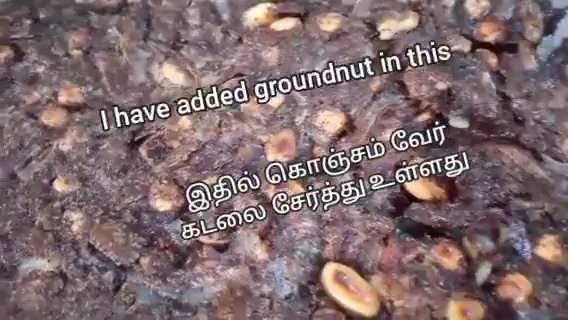 I have added groundnut in this
இதில் கொஞ்சம் வேர்
கடலை சேர்த்து உள்ளது